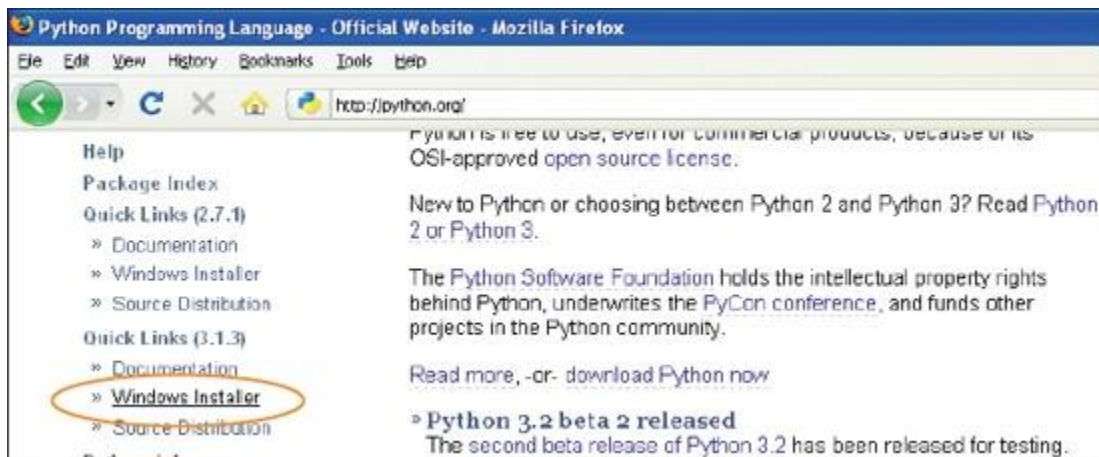 Python Programming Language - Official Website - Mozilla Firefox
File Edit View History Bookmarks Tools Help
http://python.org/
Help
Package Index
Quick Links (2.7.1)
» Documentation
» Windows Installer
» Source Distribution
Quick Links (3.1.3)
» Documentation
» Windows Installer
» Source Distribution
Python is free to use, even for commercial products, because of its
OSI-approved open source license.
New to Python or choosing between Python 2 and Python 3? Read Python
2 or Python 3.
The Python Software Foundation holds the intellectual property rights
behind Python, underwrites the PyCon conference, and funds other
projects in the Python community.
Read more, -or- download Python now
» Python 3.2 beta 2 released
The second beta release of Python 3.2 has been released for testing.